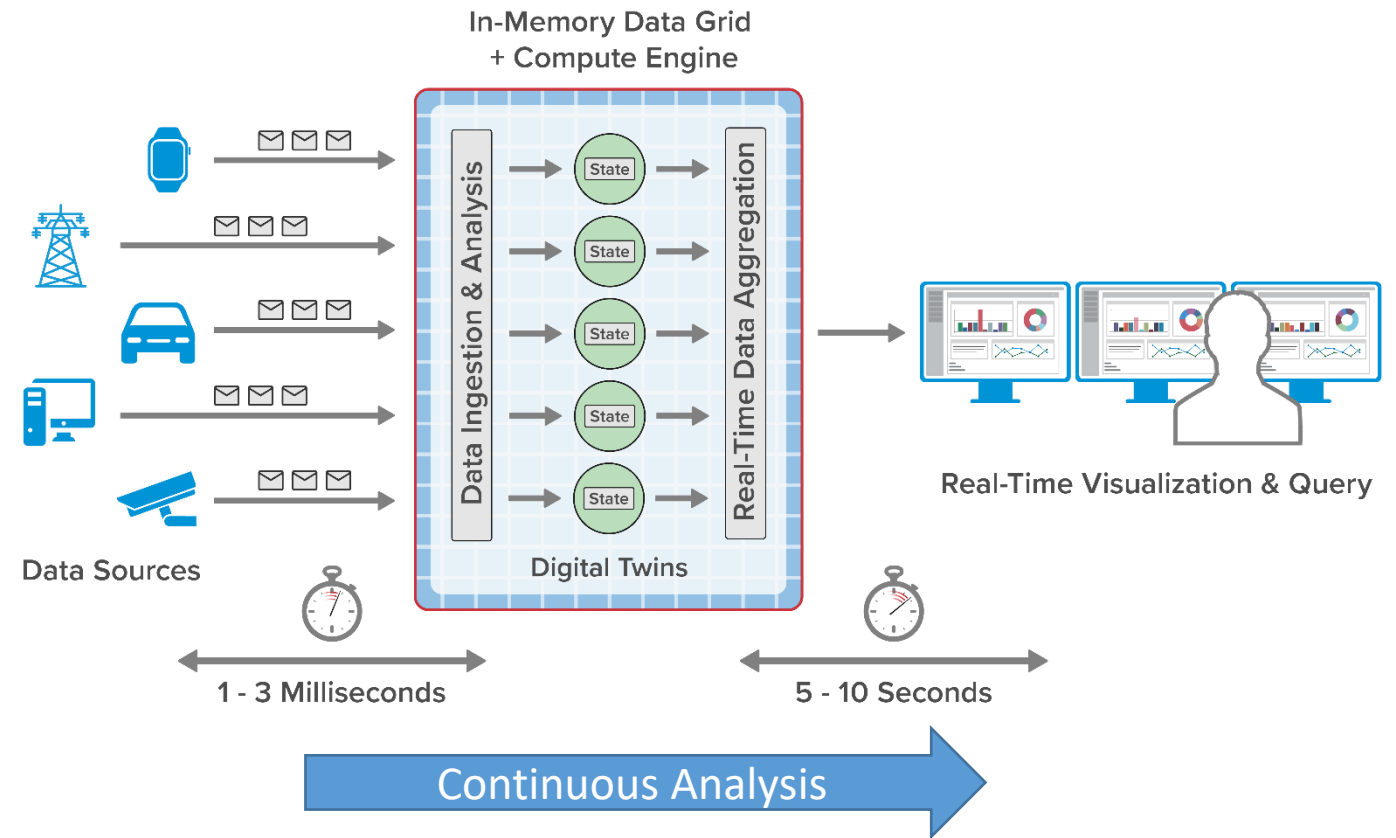 In-Memory Data Grid
+ Compute Engine
Data Ingestion & Analysis
State
State
State
State
State
Real-Time Data Aggregation
Digital Twins
Data Sources
Real-Time Visualization & Query
1 - 3 Milliseconds
5 - 10 Seconds
Continuous Analysis